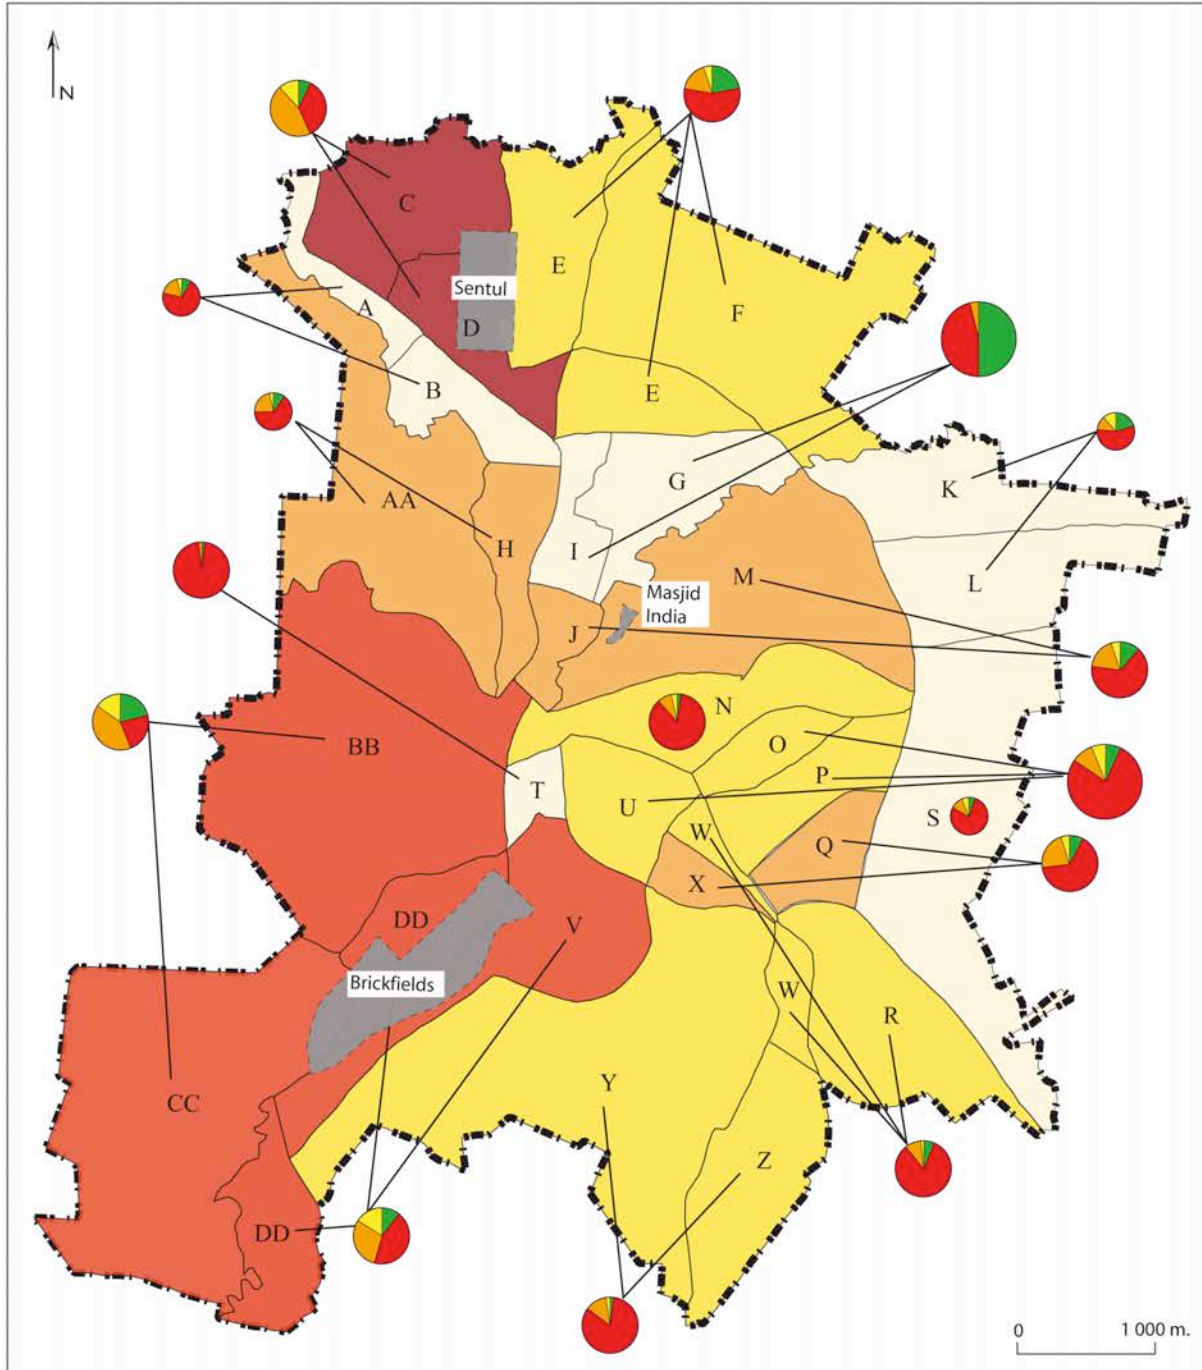 N
C
E
Sentul
D
A
F
E
B
G
K
AA
H
I
M
L
Masjid
India
J
N
BB
O
P
T
U
S
W
Q
X
DD
V
Brickfields
W
R
CC
Y
Z
DD
0
1 000 m.